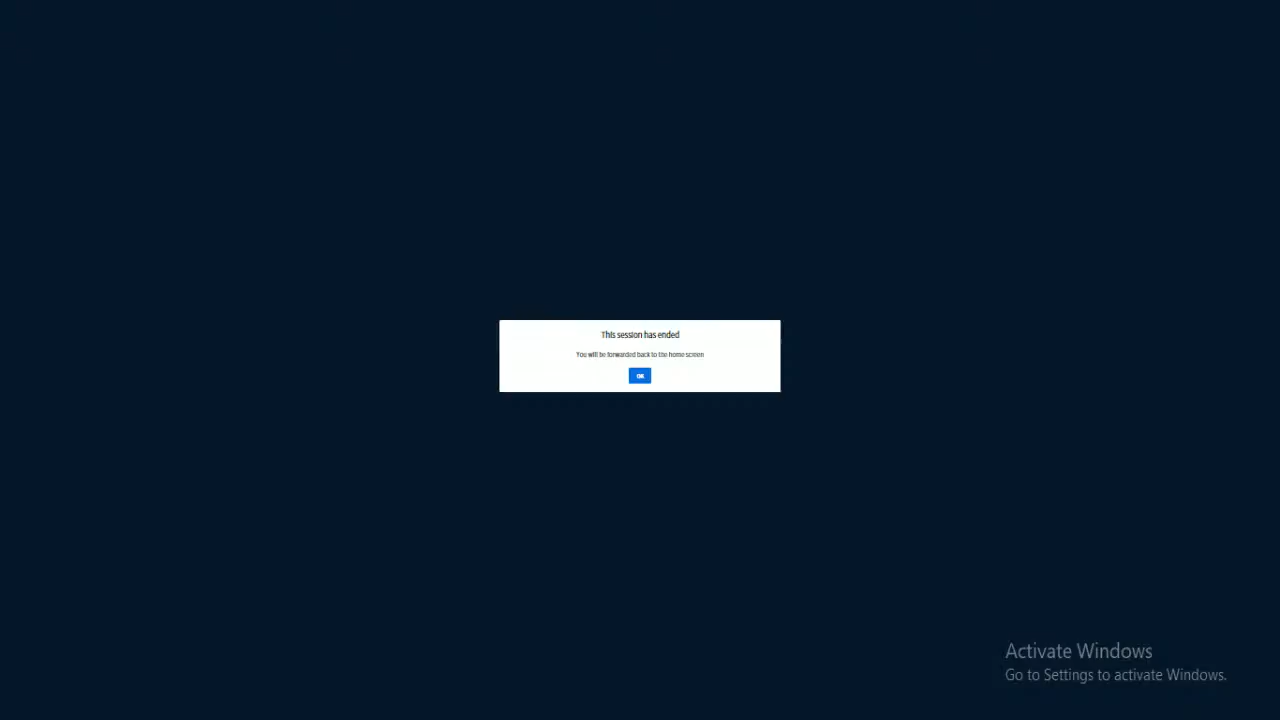 This session has ended
You will be forwarded back to the home screen
OK
Activate Windows
Go to Settings to activate Windows.